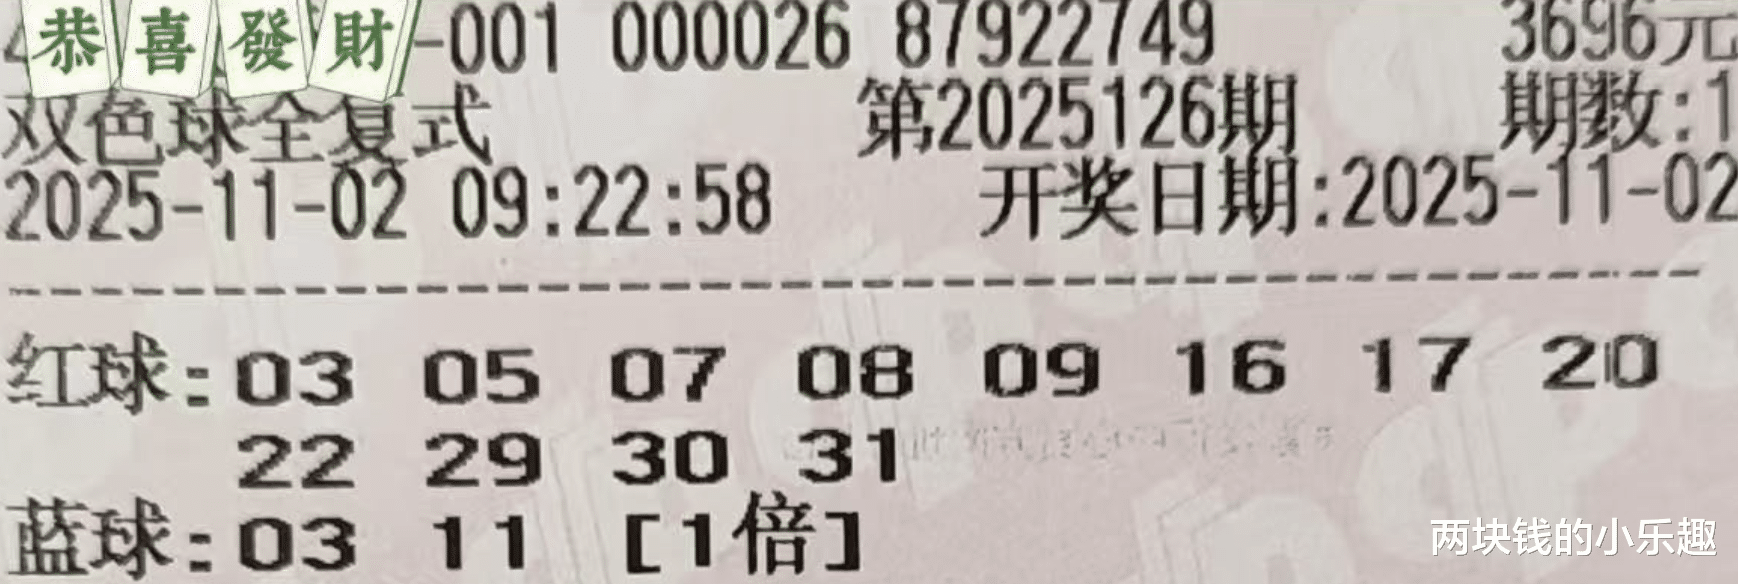 恭喜發財
-001 000026 87922749 3696元
双色球全复式 第2025126期 期数:1
2025-11-02 09:22:58 开奖日期:2025-11-02
红球:03 05 07 08 09 16 17 20
22 29 30 31
蓝球:03 11 [1倍]
两块钱的小乐趣